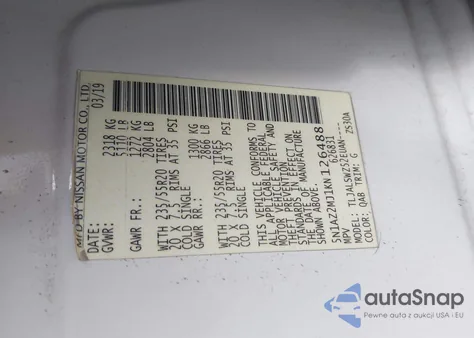 MFD BY NISSAN MOTOR CO., LTD.
DATE: 03/19
GVWR: 2318 KG
5110 LB
GAWR FR.: 1272 KG
2804 LB
WITH 235/55R20 TIRES
20 X 7.5 RIMS AT 35 PSI
COLD SINGLE
GAWR RR.: 1300 KG
2866 LB
WITH 235/55R20 TIRES
20 X 7.5 RIMS AT 35 PSI
COLD SINGLE
THIS VEHICLE CONFORMS TO
ALL APPLICABLE FEDERAL
MOTOR VEHICLE SAFETY AND
THEFT PREVENTION
STANDARDS IN EFFECT ON
THE DATE OF MANUFACTURE
SHOWN ABOVE.
5N1AZ2MJ1KN126488
MPV
COLOR: QAB TRIM: G
autoSnap
Pewne auta z aukcji USA i EU